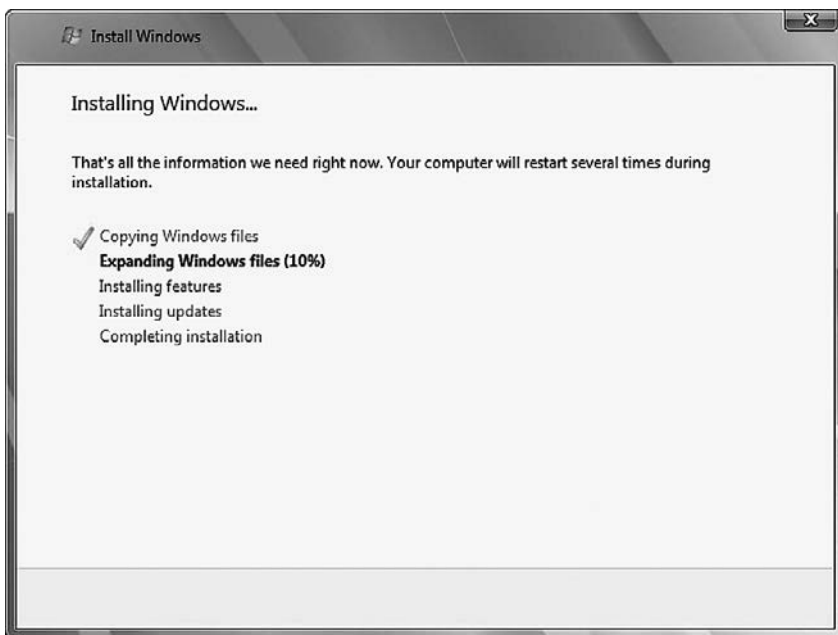 Install Windows
Installing Windows...
That's all the information we need right now. Your computer will restart several times during
installation.
Copying Windows files
Expanding Windows files (10%)
Installing features
Installing updates
Completing installation